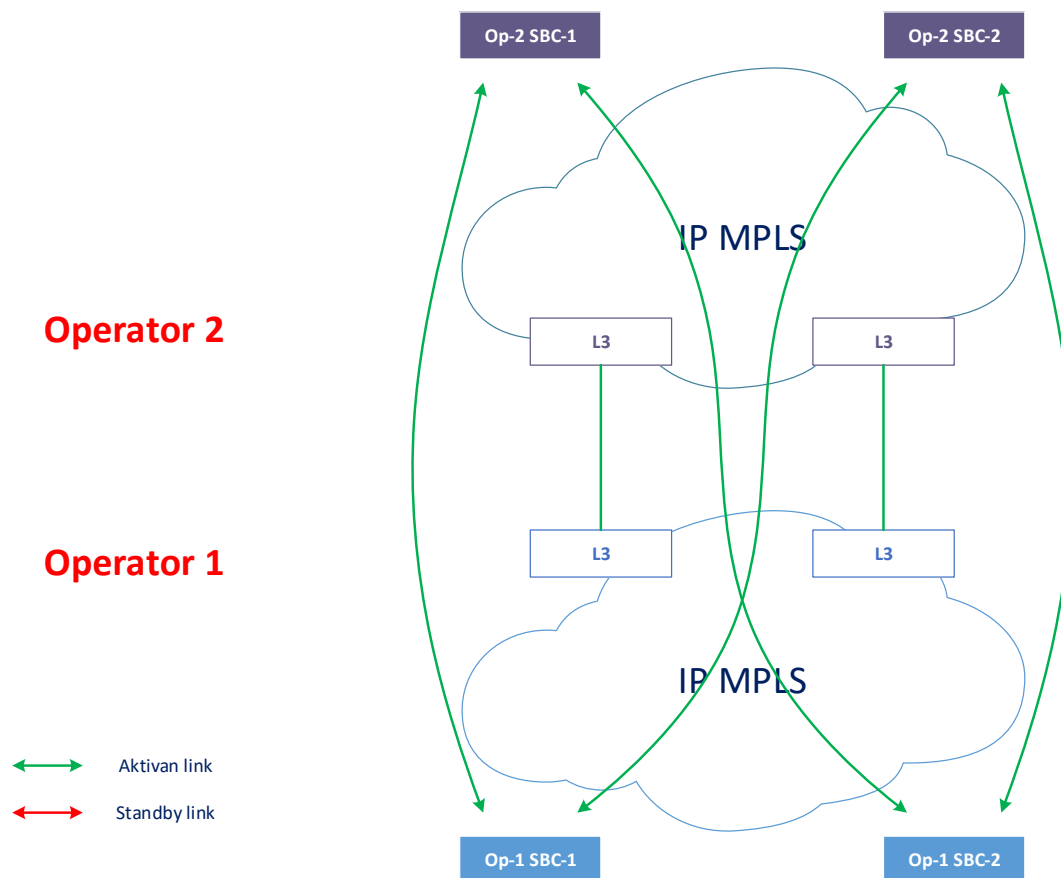 Op-2 SBC-1
Op-2 SBC-2
IP MPLS
Operator 2
L3
L3
Operator 1
L3
L3
IP MPLS
Aktivan link
Standby link
Op-1 SBC-1
Op-1 SBC-2